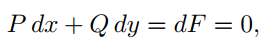 P dx + Q dy = dF = 0,